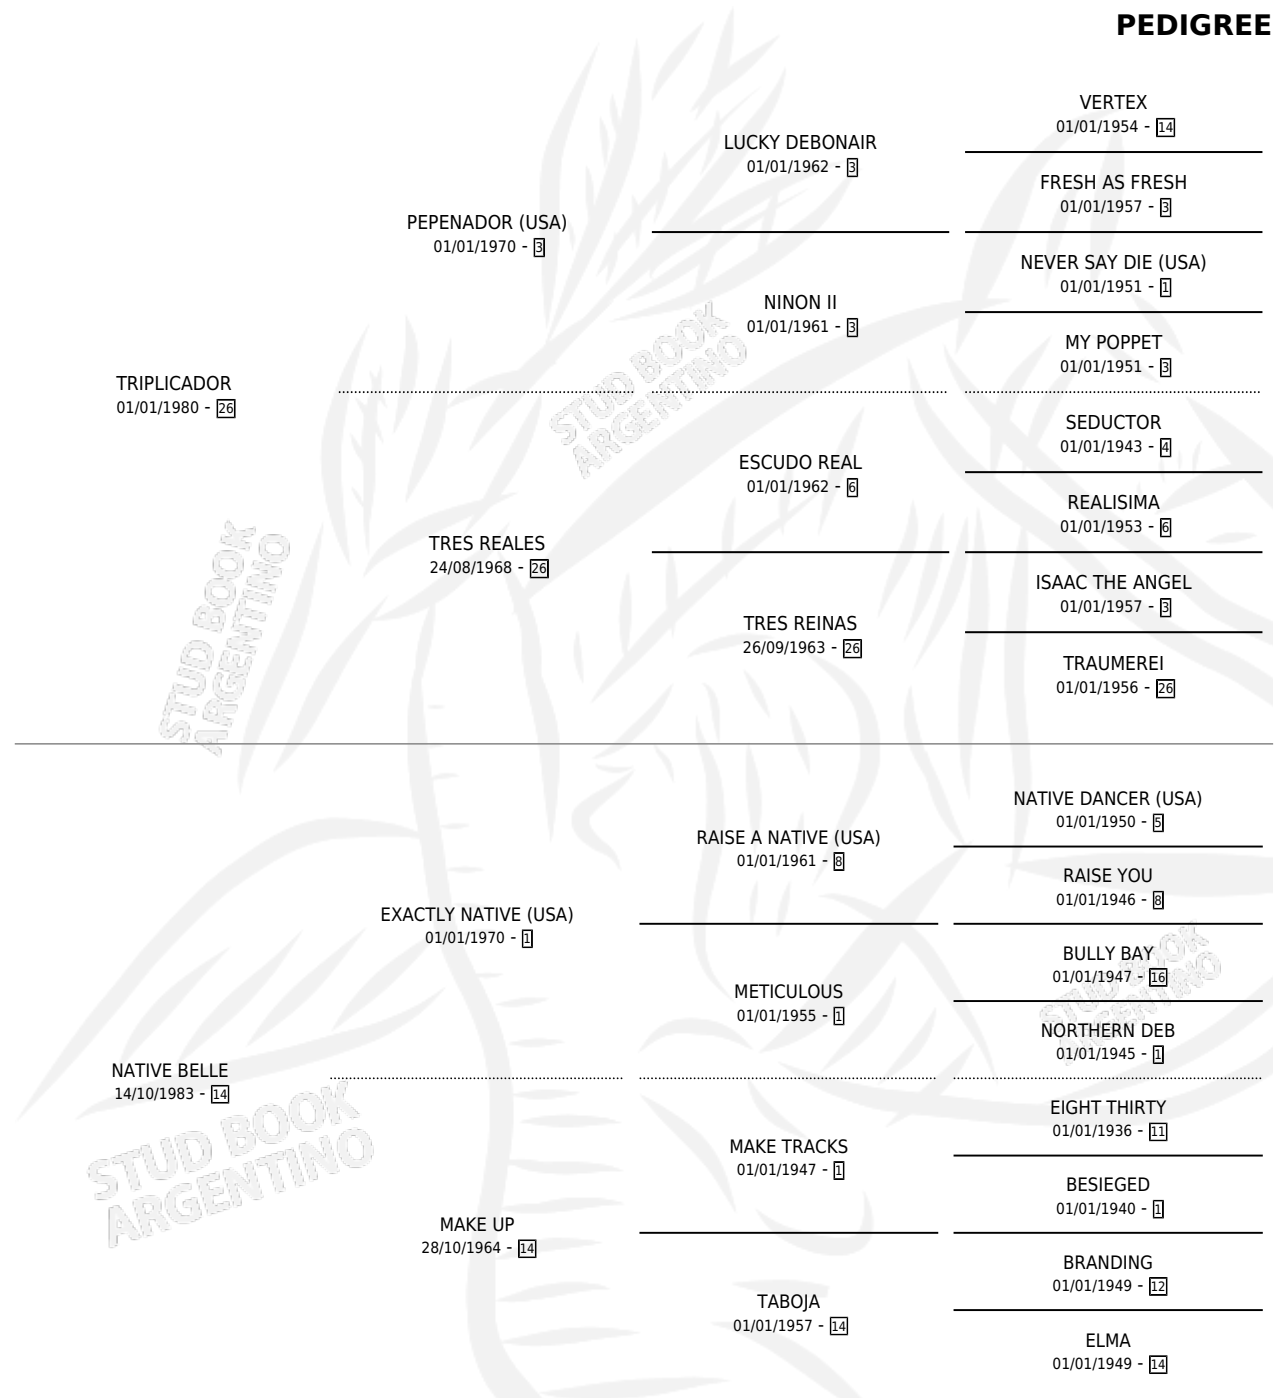 PEDIGREE
VERTEX
01/01/1954 - 14
LUCKY DEBONAIR
01/01/1962 - 3
FRESH AS FRESH
01/01/1957 - 3
PEPENADOR (USA)
01/01/1970 - 3
NEVER SAY DIE (USA)
01/01/1951 - 1
NINON II
01/01/1961 - 3
MY POPPET
01/01/1951 - 3
TRIPLICADOR
01/01/1980 - 26
SEDUCTOR
01/01/1943 - 4
ESCUDO REAL
01/01/1962 - 6
REALISIMA
01/01/1953 - 6
TRES REALES
24/08/1968 - 26
ISAAC THE ANGEL
01/01/1957 - 3
TRES REINAS
26/09/1963 - 26
TRAUMEREI
01/01/1956 - 26
NATIVE DANCER (USA)
01/01/1950 - 5
RAISE A NATIVE (USA)
01/01/1961 - 8
RAISE YOU
01/01/1946 - 8
EXACTLY NATIVE (USA)
01/01/1970 - 1
BULLY BAY
01/01/1947 - 16
METICULOUS
01/01/1955 - 1
NORTHERN DEB
01/01/1945 - 1
NATIVE BELLE
14/10/1983 - 14
EIGHT THIRTY
01/01/1936 - 11
MAKE TRACKS
01/01/1947 - 1
BESIEGED
01/01/1940 - 1
MAKE UP
28/10/1964 - 14
BRANDING
01/01/1949 - 12
TABOJA
01/01/1957 - 14
ELMA
01/01/1949 - 14
STUD BOOK
ARGENTINO
STUD BOOK
ARGENTINO
STUD BOOK
ARGENTINO
STUD BOOK
ARGENTINO